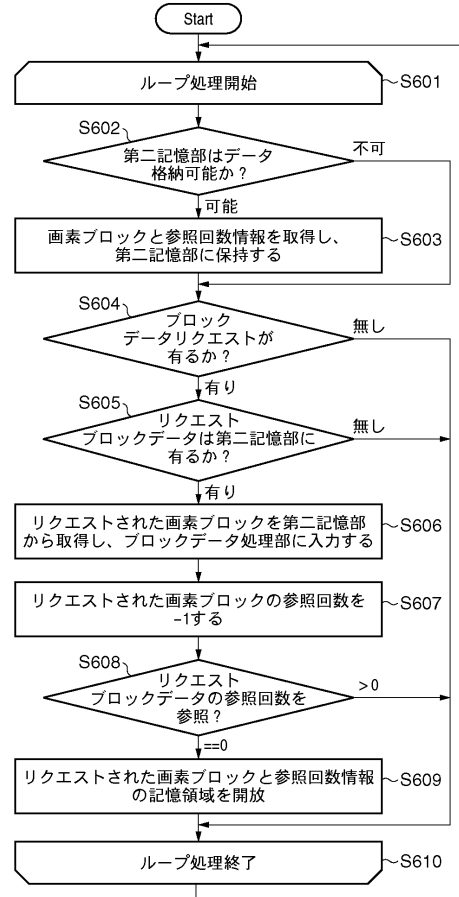 Start
ループ処理開始
S601
S602
第二記憶部はデータ
格納可能か？
不可
可能
画素ブロックと参照回数情報を取得し、
第二記憶部に保持する
S603
S604
ブロック
データリクエストが
有るか？
無し
有り
S605
リクエスト
ブロックデータは第二記憶部に
有るか？
無し
有り
リクエストされた画素ブロックを第二記憶部
から取得し、ブロックデータ処理部に入力する
S606
リクエストされた画素ブロックの参照回数を
-1する
S607
S608
リクエスト
ブロックデータの参照回数を
参照？
＞0
==0
リクエストされた画素ブロックと参照回数情報
の記憶領域を開放
S609
ループ処理終了
S610